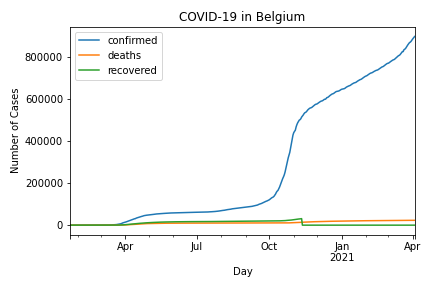 COVID-19 in Belgium
confirmed
deaths
recovered
Number of Cases
800000
600000
400000
200000
0
Apr
Jul
Oct
Jan
2021
Apr
Day